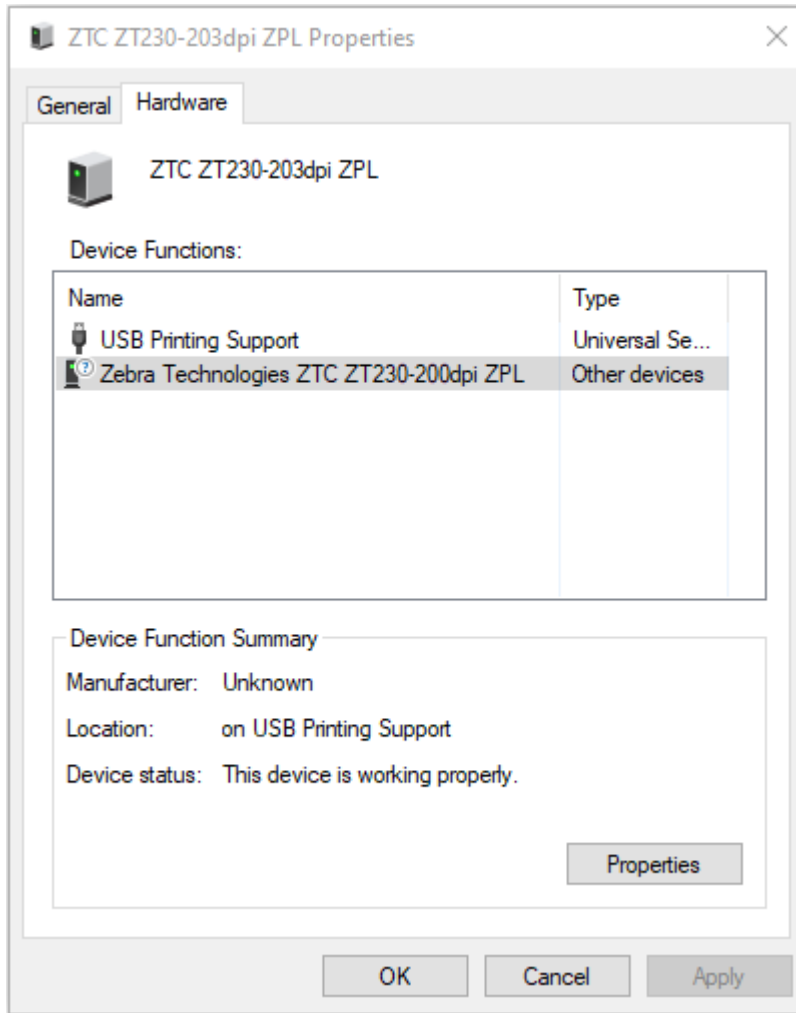 ZTC ZT230-203dpi ZPL Properties
General Hardware
ZTC ZT230-203dpi ZPL
Device Functions:
Name Type
USB Printing Support Universal Se...
Zebra Technologies ZTC ZT230-200dpi ZPL Other devices
Device Function Summary
Manufacturer: Unknown
Location: on USB Printing Support
Device status: This device is working properly.
Properties
OK Cancel Apply